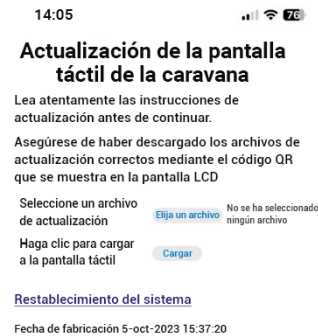 14:05
76
Actualización de la pantalla
táctil de la caravana
Lea atentamente las instrucciones de
actualización antes de continuar.
Asegúrese de haber descargado los archivos de
actualización correctos mediante el código QR
que se muestra en la pantalla LCD
Seleccione un archivo
de actualización
Elija un archivo
No se ha seleccionado
ningún archivo
Haga clic para cargar
a la pantalla táctil
Cargar
Restablecimiento del sistema
Fecha de fabricación 5-oct-2023 15:37:20